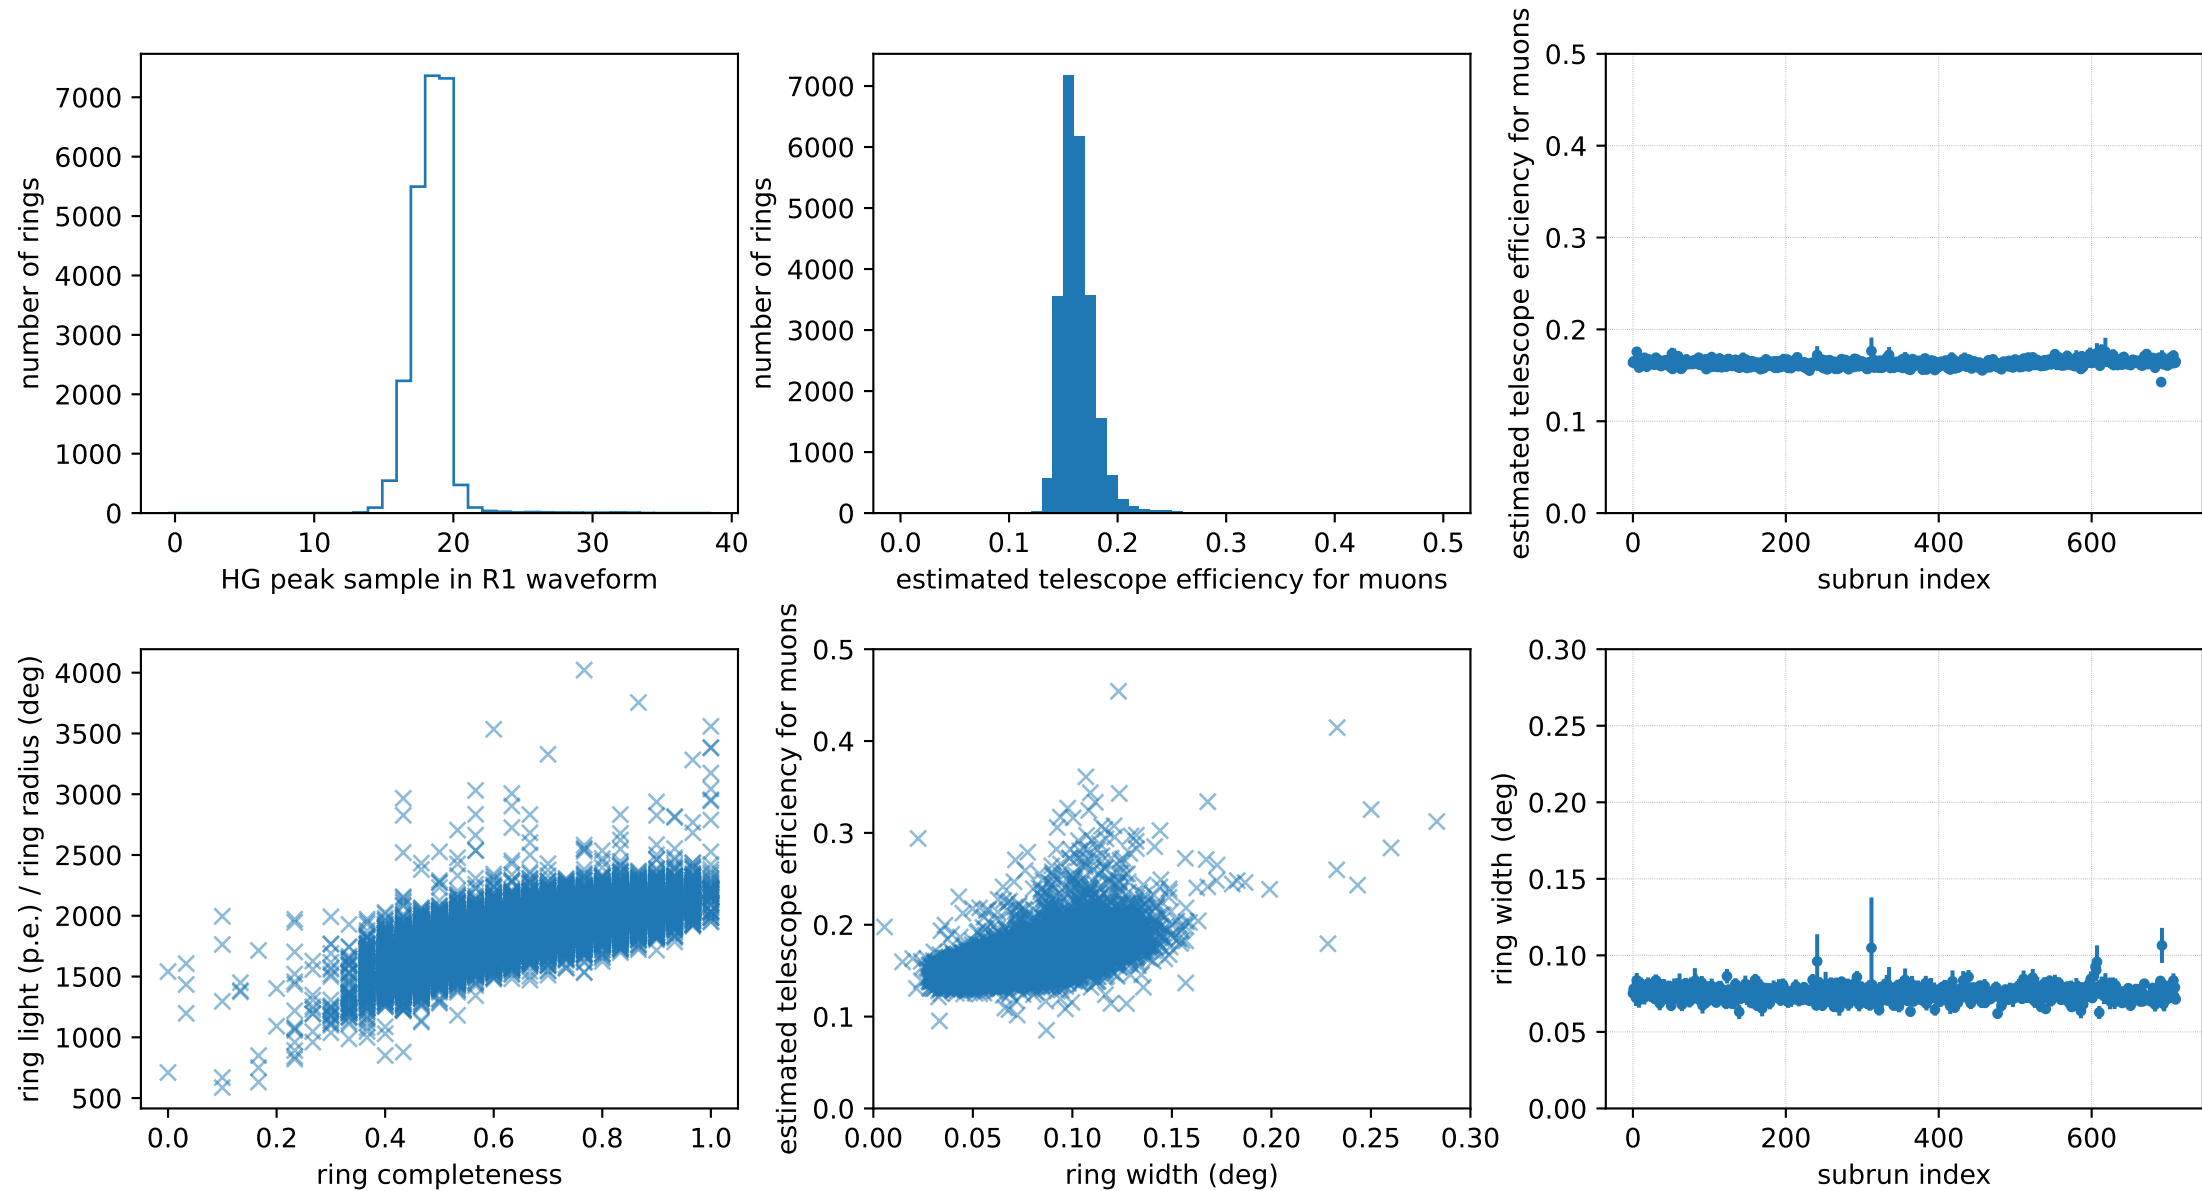 number of rings
7000
6000
5000
4000
3000
2000
1000
0
0 10 20 30 40
HG peak sample in R1 waveform
number of rings
7000
6000
5000
4000
3000
2000
1000
0
0.0 0.1 0.2 0.3 0.4 0.5
estimated telescope efficiency for muons
estimated telescope efficiency for muons
0.5
0.4
0.3
0.2
0.1
0.0
0 200 400 600
subrun index
ring light (p.e.) / ring radius (deg)
4000
3500
3000
2500
2000
1500
1000
500
0.0 0.2 0.4 0.6 0.8 1.0
ring completeness
estimated telescope efficiency for muons
0.5
0.4
0.3
0.2
0.1
0.0
0.00 0.05 0.10 0.15 0.20 0.25 0.30
ring width (deg)
ring width (deg)
0.30
0.25
0.20
0.15
0.10
0.05
0.00
0 200 400 600
subrun index